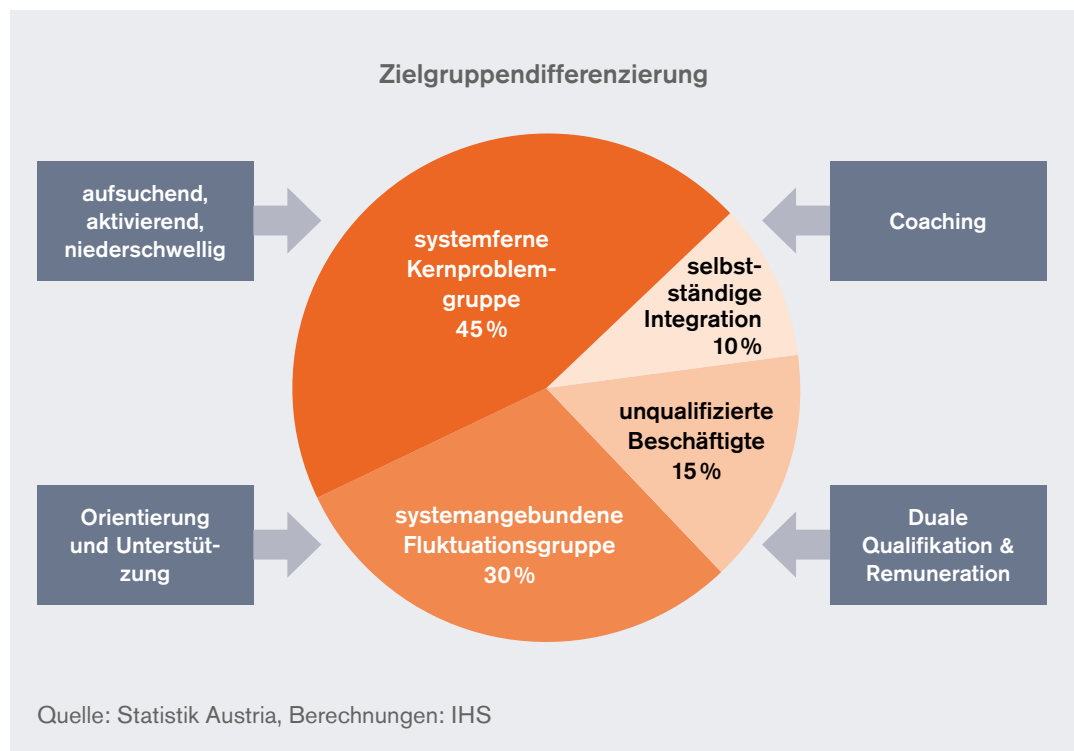 Zielgruppendifferenzierung
aufsuchend,
aktivierend,
niederschwellig
systemferne
Kernproblem-
gruppe
45 %
Coaching
selbst-
ständige
Integration
10 %
unqualifizierte
Beschäftigte
15 %
Orientierung
und Unterstüt-
zung
systemangebundene
Fluktuationsgruppe
30 %
Duale
Qualifikation &
Remuneration
Quelle: Statistik Austria, Berechnungen: IHS